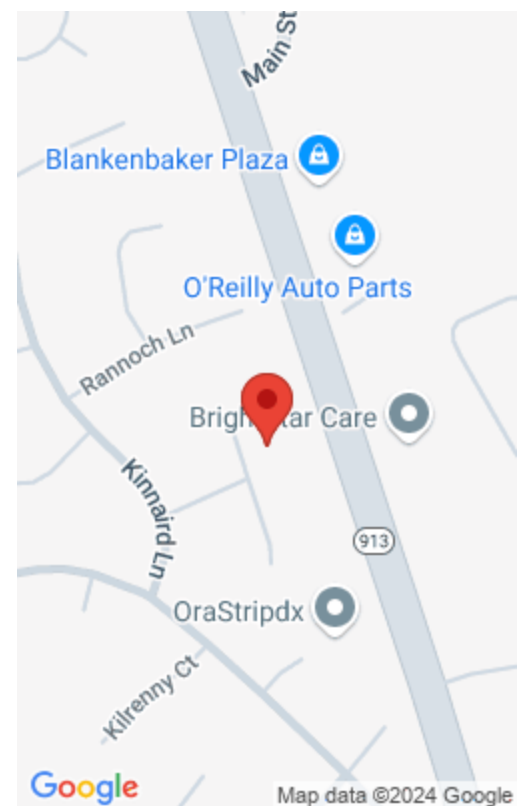 Main St
Blankenbaker Plaza
O'Reilly Auto Parts
Rannoch Ln
Brigh tar Care
Kinnaird Ln
913
OraStripdx
Kilrenny Ct
Google
Map data ©2024 Google